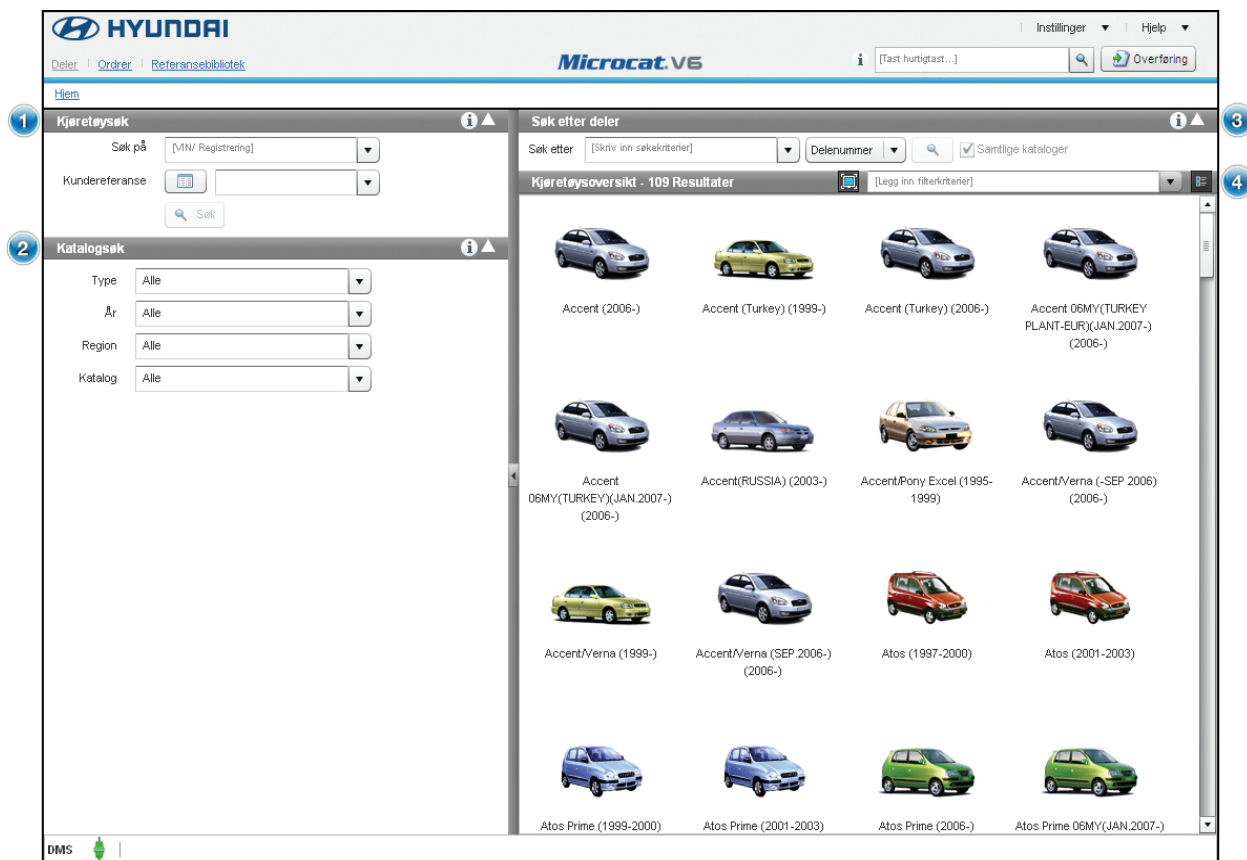 HYUNDAI
Instillinger
Hjelp
Deler
Ordrer
Referansebibliotek
Microcat V6
[Tast hurtigtast...]
Overføring
Hjem
1
Kjøretøysøk
Søk på
[VIN/ Registrering]
Kundereferanse
Søk
2
Katalogsøk
Type
Alle
År
Alle
Region
Alle
Katalog
Alle
3
Søk etter deler
Søk etter
[Skriv inn søkekriterier]
Delenummer
Samtlige kataloger
4
Kjøretøysoversikt - 109 Resultater
[Legg inn filterkriterier]
Accent (2006-)
Accent (Turkey) (1999-)
Accent (Turkey) (2006-)
Accent 06MY(TURKEY
PLANT-EUR)(JAN.2007-)
(2006-)
Accent
06MY(TURKEY)(JAN.2007-)
(2006-)
Accent(RUSSIA) (2003-)
Accent/Pony Excel (1995-
1999)
Accent/Verna (-SEP 2006)
(2006-)
Accent/Verna (1999-)
Accent/Verna (SEP.2006-)
(2006-)
Atos (1997-2000)
Atos (2001-2003)
Atos Prime (1999-2000)
Atos Prime (2001-2003)
Atos Prime (2006-)
Atos Prime 06MY(JAN.2007-)
DMS